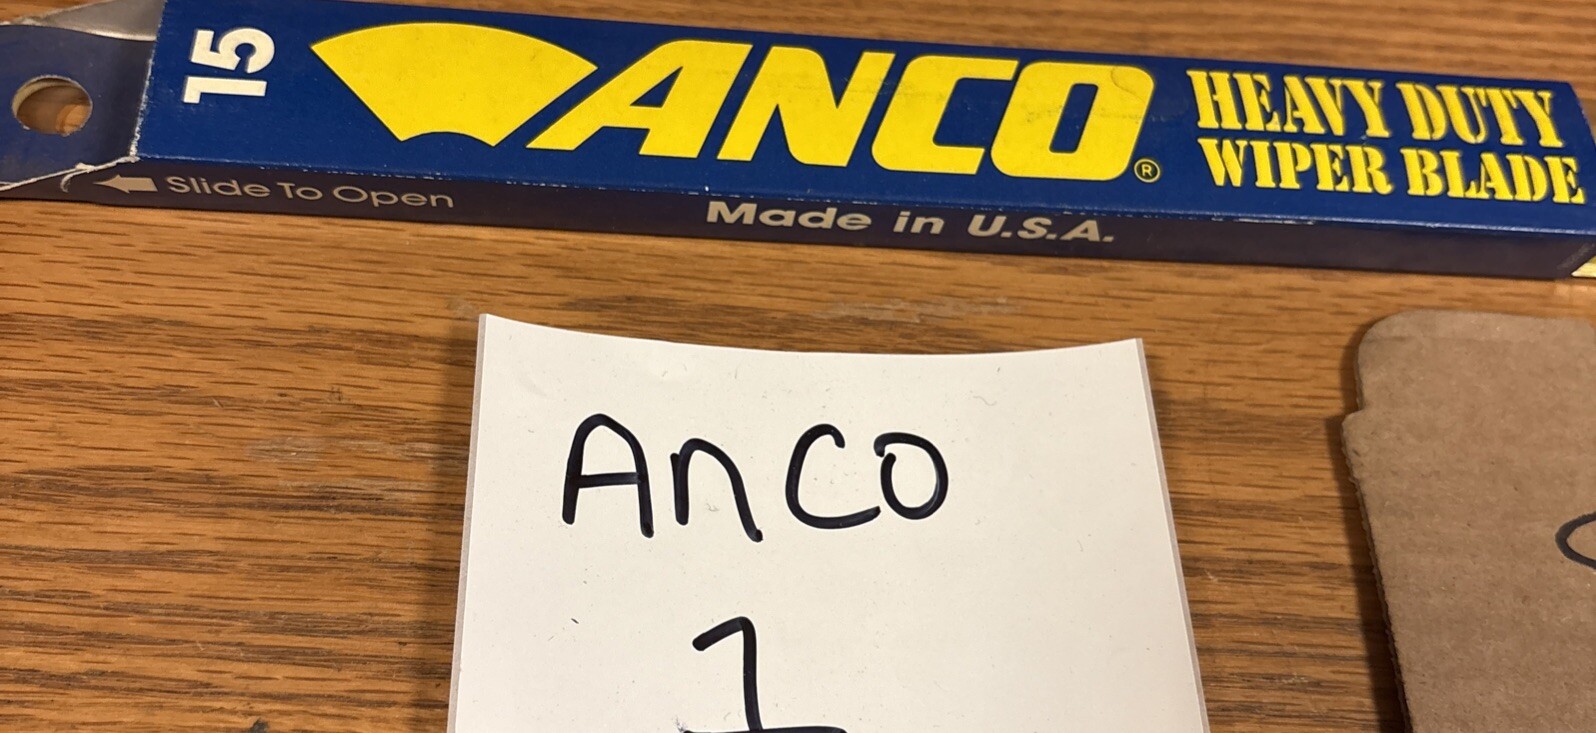 15
ANCO®
HEAVY DUTY
WIPER BLADE
Slide To Open
Made in U.S.A.
Anco
1